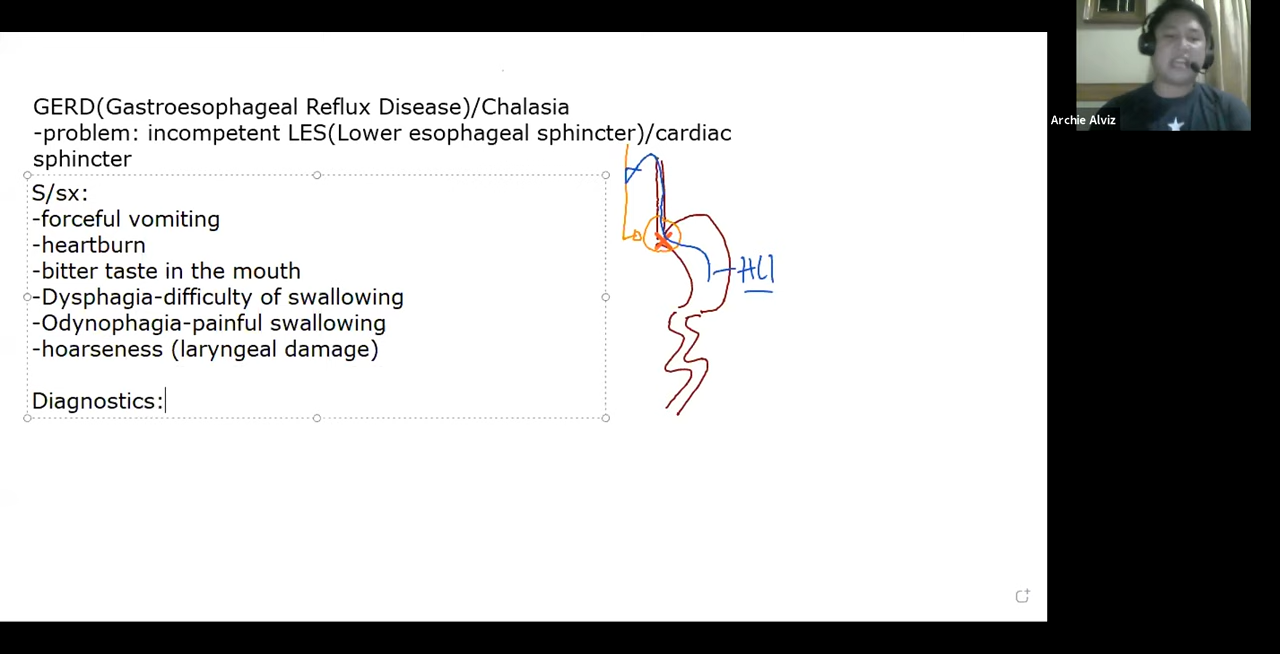 GERD(Gastroesophageal Reflux Disease)/Chalasia
-problem: incompetent LES(Lower esophageal sphincter)/cardiac
sphincter
S/sx:
-forceful vomiting
-heartburn
-bitter taste in the mouth
-Dysphagia-difficulty of swallowing
-Odynophagia-painful swallowing
-hoarseness (laryngeal damage)
Diagnostics:
HCl
Archie Alviz